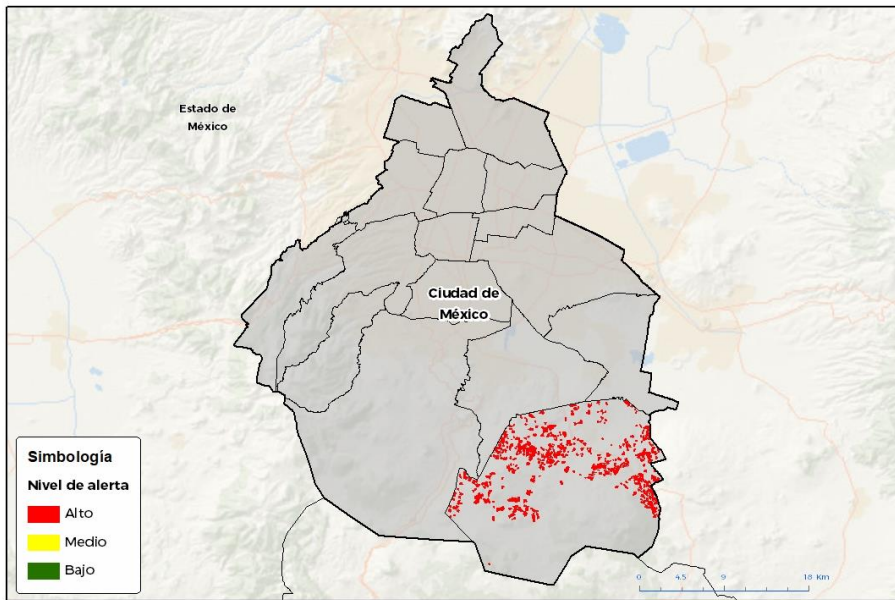 Estado de
México
Ciudad de
México
Simbología
Nivel de alerta
Alto
Medio
Bajo
0 4.5 9 18 km